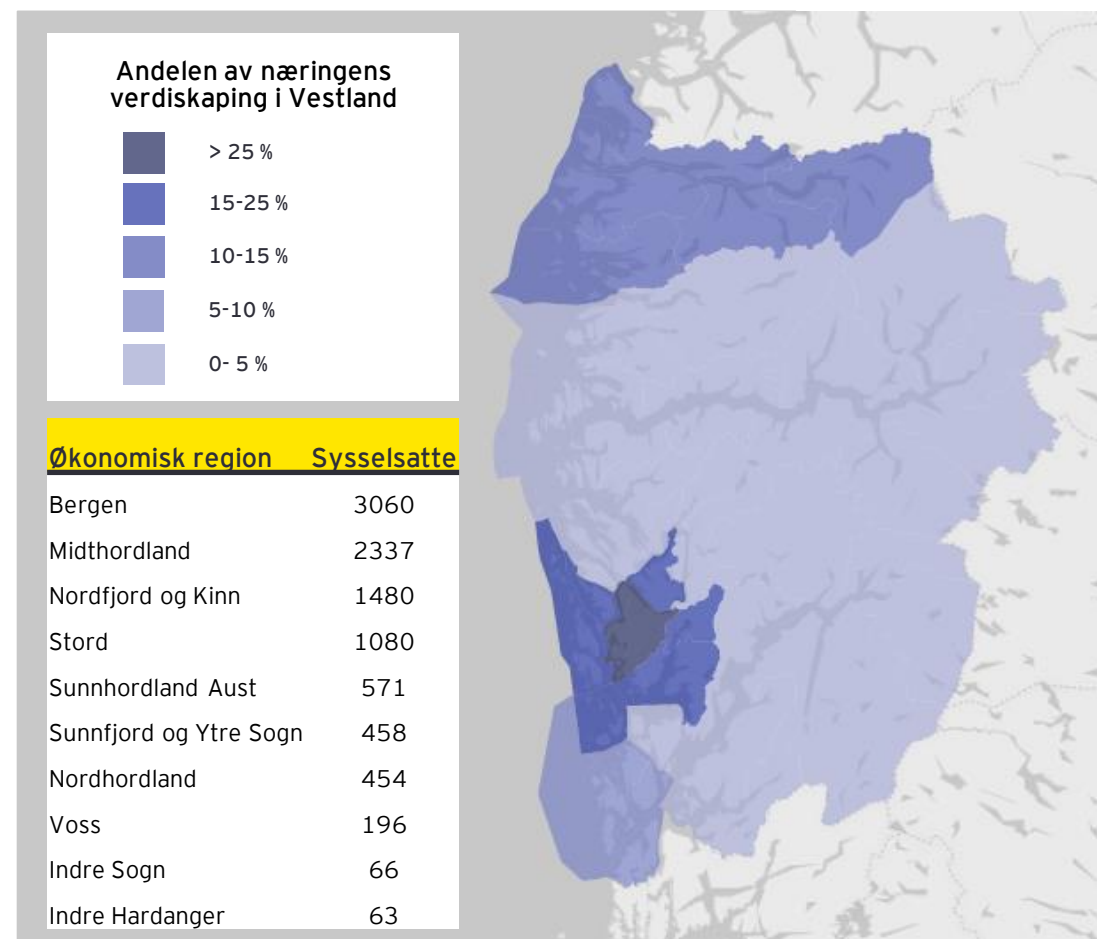 Andelen av næringens
verdiskaping i Vestland
> 25 %
15-25 %
10-15 %
5-10 %
0- 5 %
Økonomisk region Sysselsatte
Bergen 3060
Midthordland 2337
Nordfjord og Kinn 1480
Stord 1080
Sunnhordland Aust 571
Sunnfjord og Ytre Sogn 458
Nordhordland 454
Voss 196
Indre Sogn 66
Indre Hardanger 63